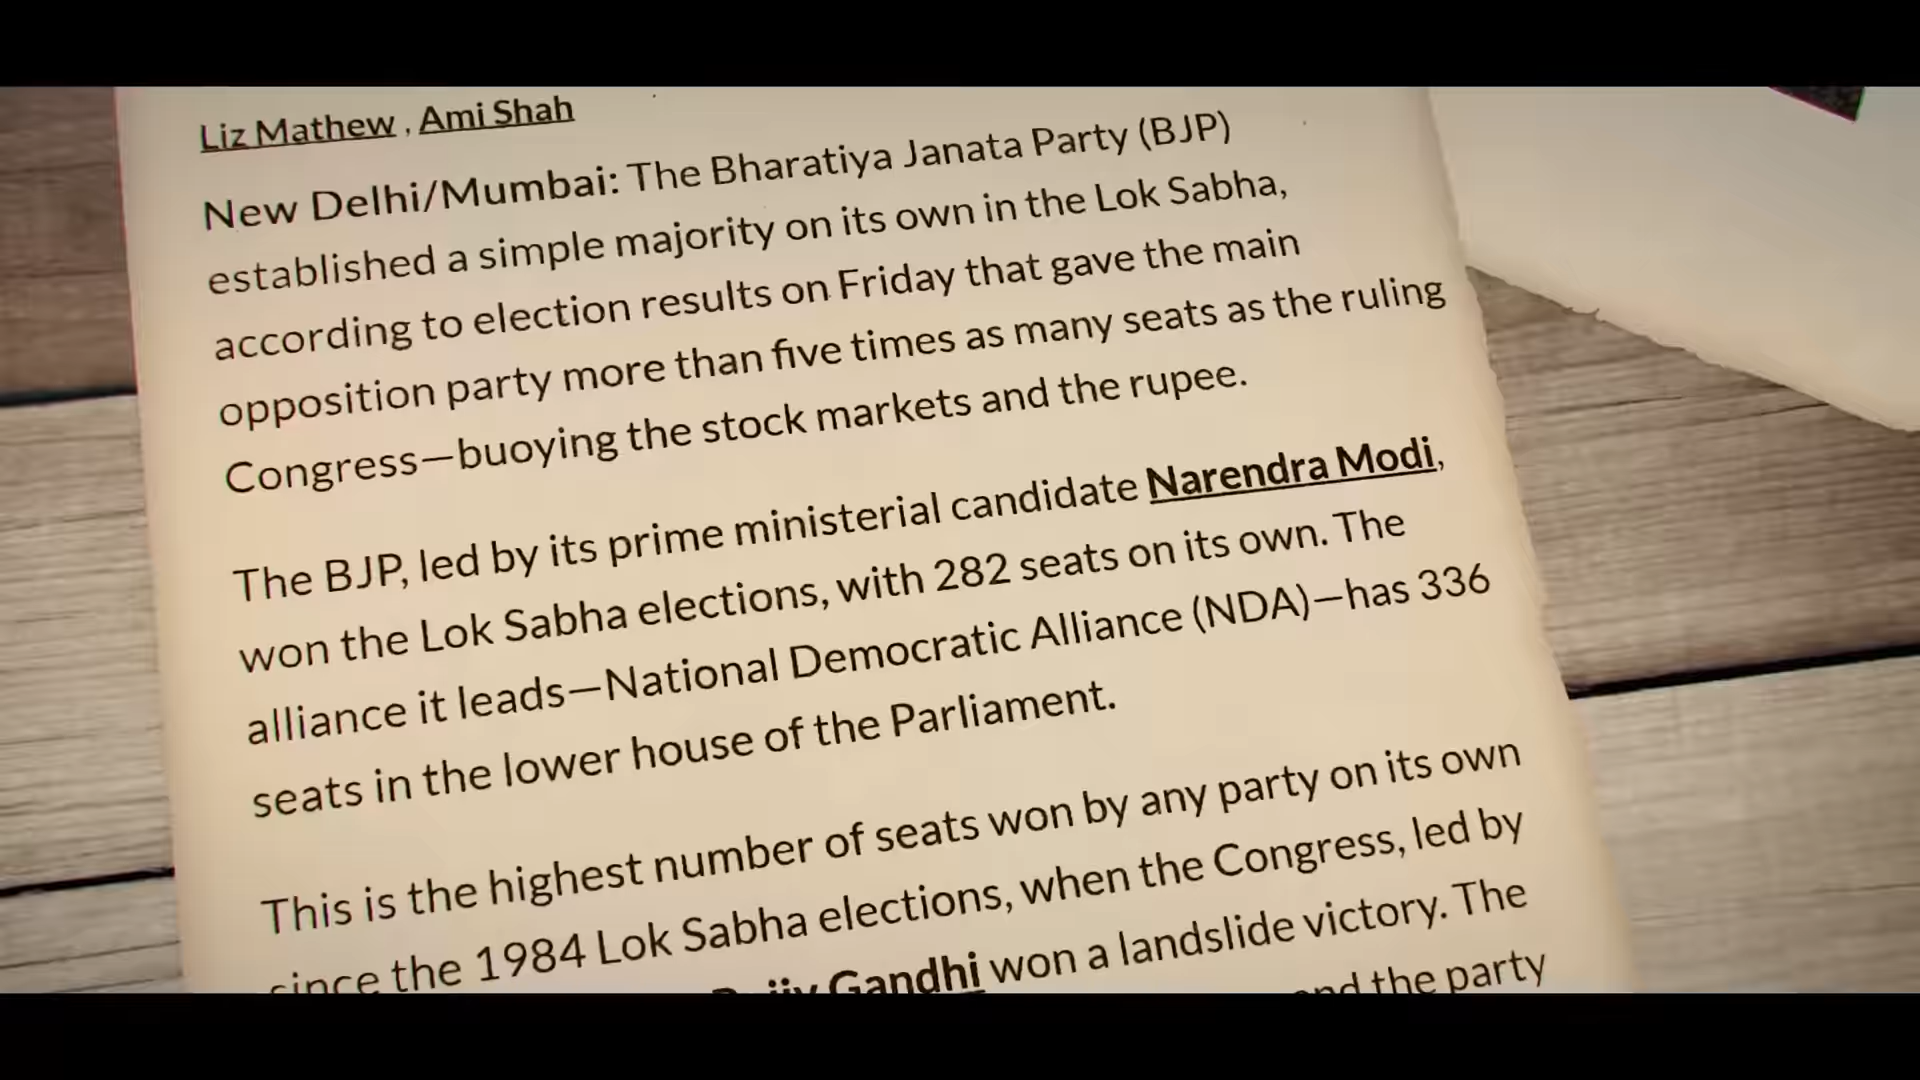 Liz Mathew , Ami Shah
New Delhi/Mumbai: The Bharatiya Janata Party (BJP)
established a simple majority on its own in the Lok Sabha,
according to election results on Friday that gave the main
opposition party more than five times as many seats as the ruling
Congress—buoying the stock markets and the rupee.
The BJP, led by its prime ministerial candidate Narendra Modi,
won the Lok Sabha elections, with 282 seats on its own. The
alliance it leads—National Democratic Alliance (NDA)—has 336
seats in the lower house of the Parliament.
This is the highest number of seats won by any party on its own
since the 1984 Lok Sabha elections, when the Congress, led by
Rajiv Gandhi won a landslide victory. The
and the party